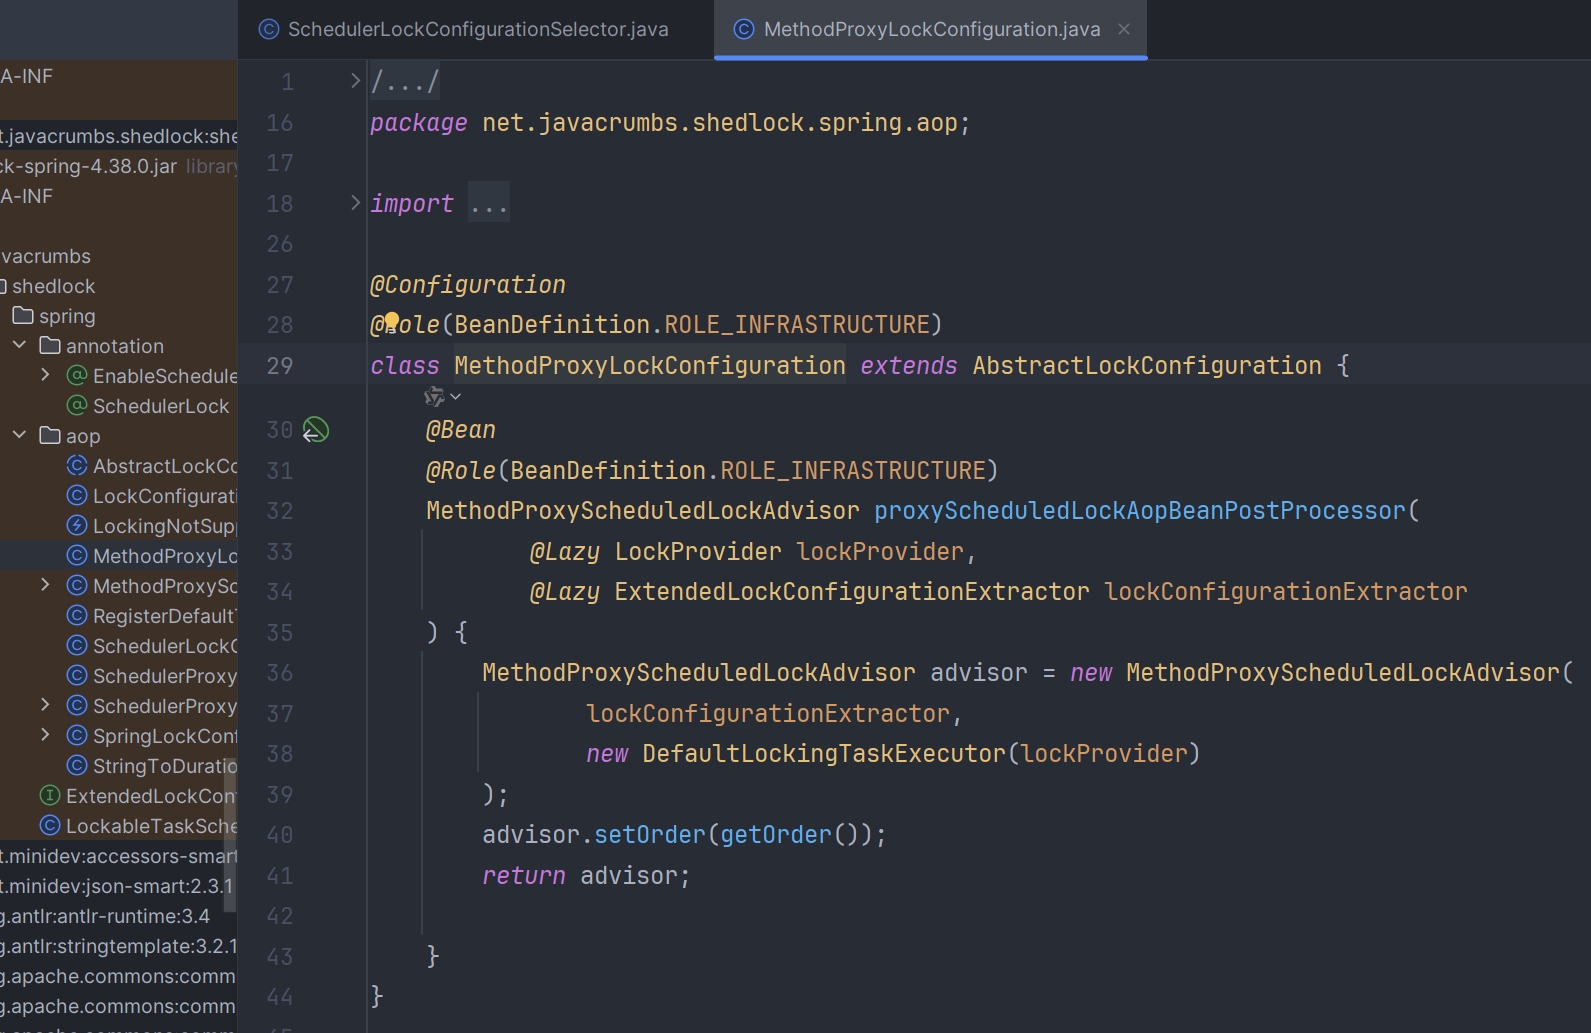 SchedulerLockConfigurationSelector.java
MethodProxyLockConfiguration.java
A-INF
t.javacrumbs.shedlock:she
ck-spring-4.38.0.jar library
A-INF
vacrumbs
shedlock
spring
annotation
EnableSchedule
SchedulerLock
aop
AbstractLockCo
LockConfigurati
LockingNotSupp
MethodProxyLo
MethodProxySc
RegisterDefaultT
SchedulerLockC
SchedulerProxy
SchedulerProxy
SpringLockConf
StringToDuratio
ExtendedLockConf
LockableTaskSche
t.minidev:accessors-smart
t.minidev:json-smart:2.3.1
g.antlr:antlr-runtime:3.4
g.antlr:stringtemplate:3.2.1
g.apache.commons:comm
g.apache.commons:comm
1 /.../
16 package net.javacrumbs.shedlock.spring.aop;
17
18 import ...
26
27 @Configuration
28 @Role(BeanDefinition.ROLE_INFRASTRUCTURE)
29 class MethodProxyLockConfiguration extends AbstractLockConfiguration {
30 @Bean
31 @Role(BeanDefinition.ROLE_INFRASTRUCTURE)
32 MethodProxyScheduledLockAdvisor proxyScheduledLockAopBeanPostProcessor(
33 @Lazy LockProvider lockProvider,
34 @Lazy ExtendedLockConfigurationExtractor lockConfigurationExtractor
35 ) {
36 MethodProxyScheduledLockAdvisor advisor = new MethodProxyScheduledLockAdvisor(
37 lockConfigurationExtractor,
38 new DefaultLockingTaskExecutor(lockProvider)
39 );
40 advisor.setOrder(getOrder());
41 return advisor;
42
43 }
44 }